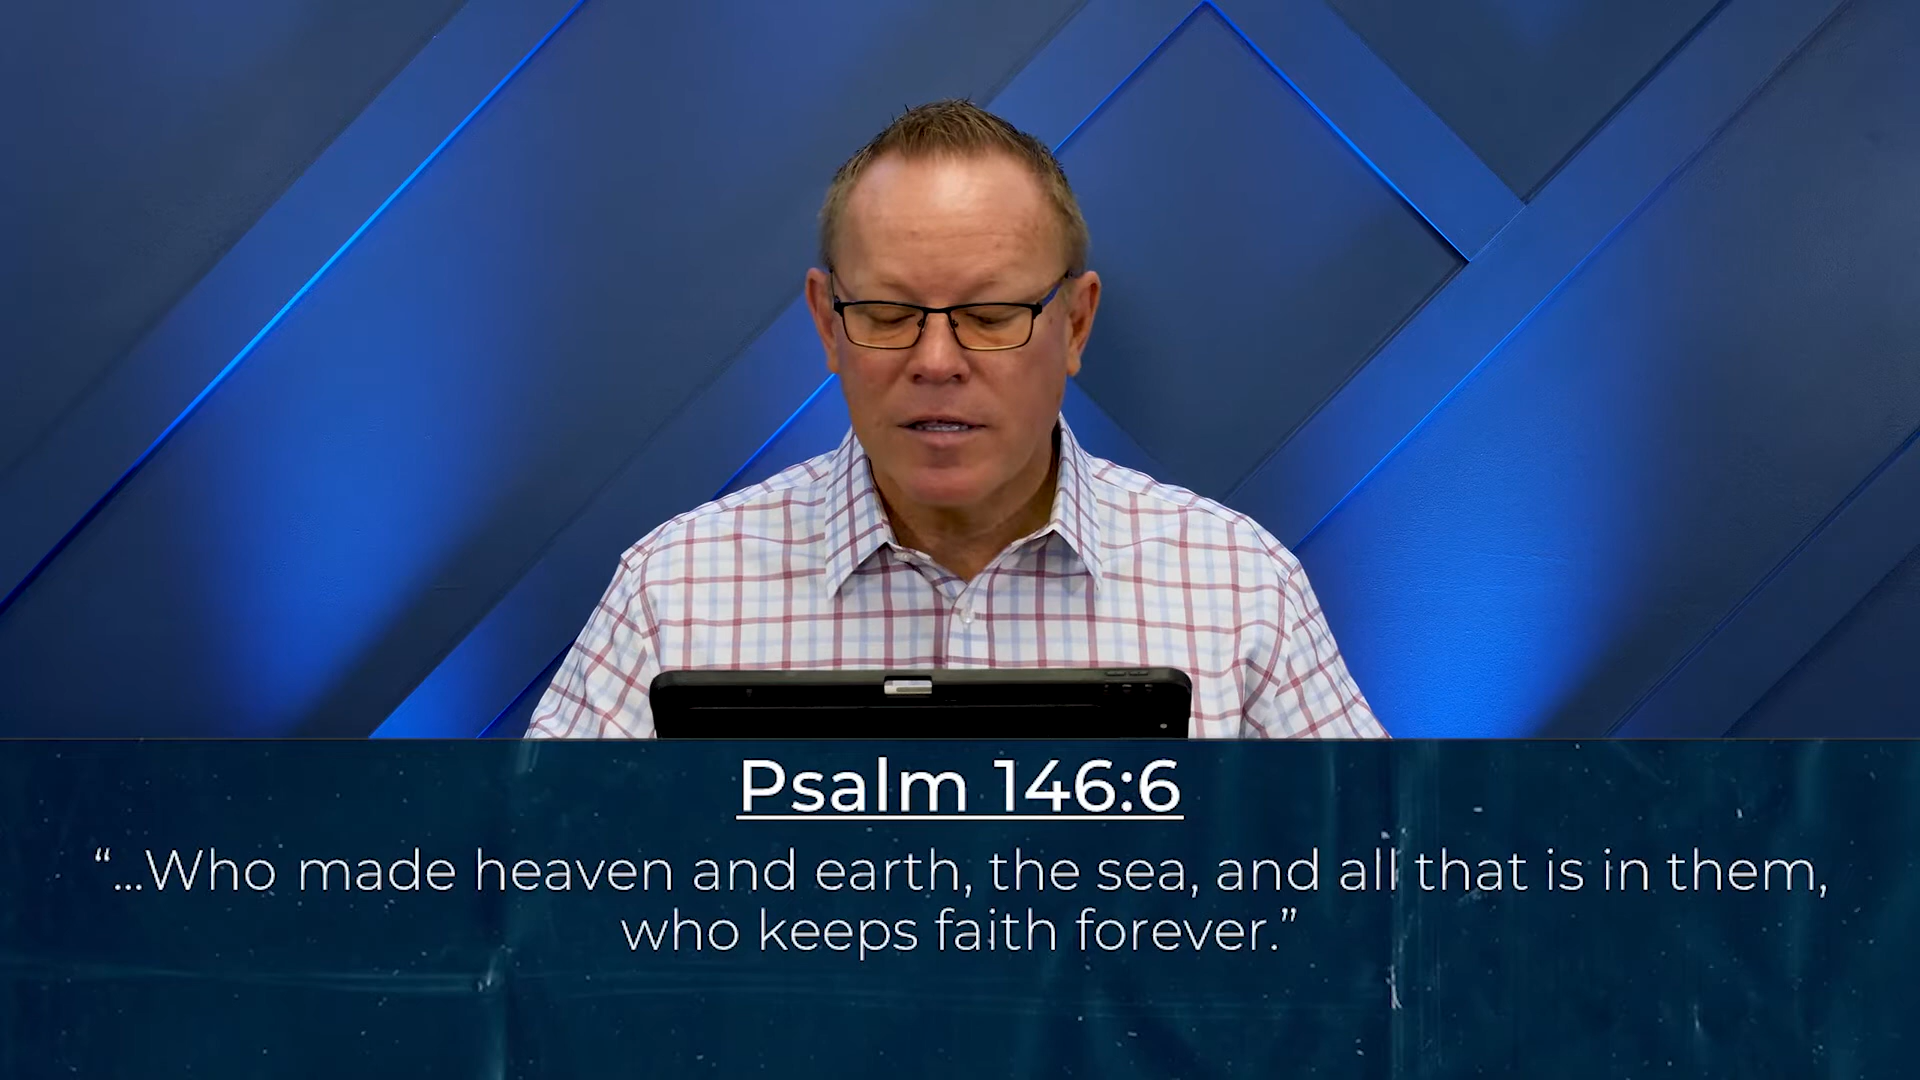 Psalm 146:6
“...Who made heaven and earth, the sea, and all that is in them,
who keeps faith forever.”